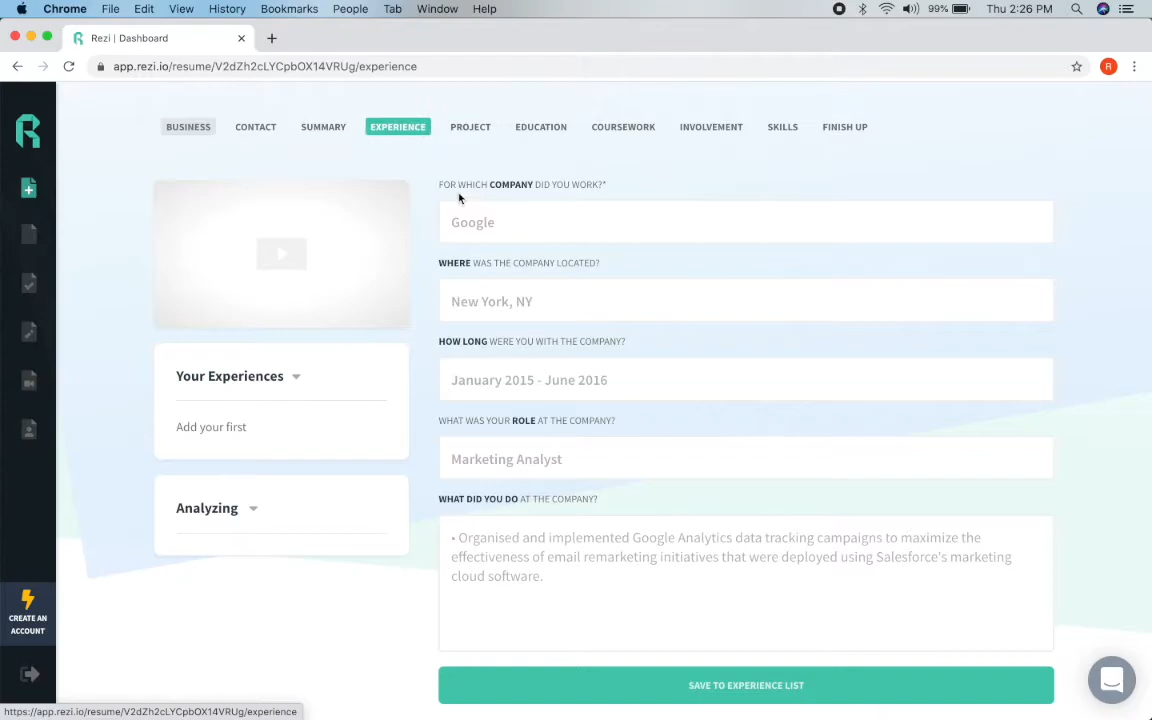 Chrome File Edit View History Bookmarks People Tab Window Help 99% Thu 2:26 PM
Rezi | Dashboard
app.rezi.io/resume/V2dZh2cLYCpbOX14VRUg/experience
R
BUSINESS CONTACT SUMMARY EXPERIENCE PROJECT EDUCATION COURSEWORK INVOLVEMENT SKILLS FINISH UP
FOR WHICH COMPANY DID YOU WORK?*
Google
WHERE WAS THE COMPANY LOCATED?
New York, NY
HOW LONG WERE YOU WITH THE COMPANY?
January 2015 - June 2016
WHAT WAS YOUR ROLE AT THE COMPANY?
Marketing Analyst
WHAT DID YOU DO AT THE COMPANY?
• Organised and implemented Google Analytics data tracking campaigns to maximize the
effectiveness of email remarketing initiatives that were deployed using Salesforce's marketing
cloud software.
SAVE TO EXPERIENCE LIST
Your Experiences
Add your first
Analyzing
CREATE AN
ACCOUNT
https://app.rezi.io/resume/V2dZh2cLYCpbOX14VRUg/experience